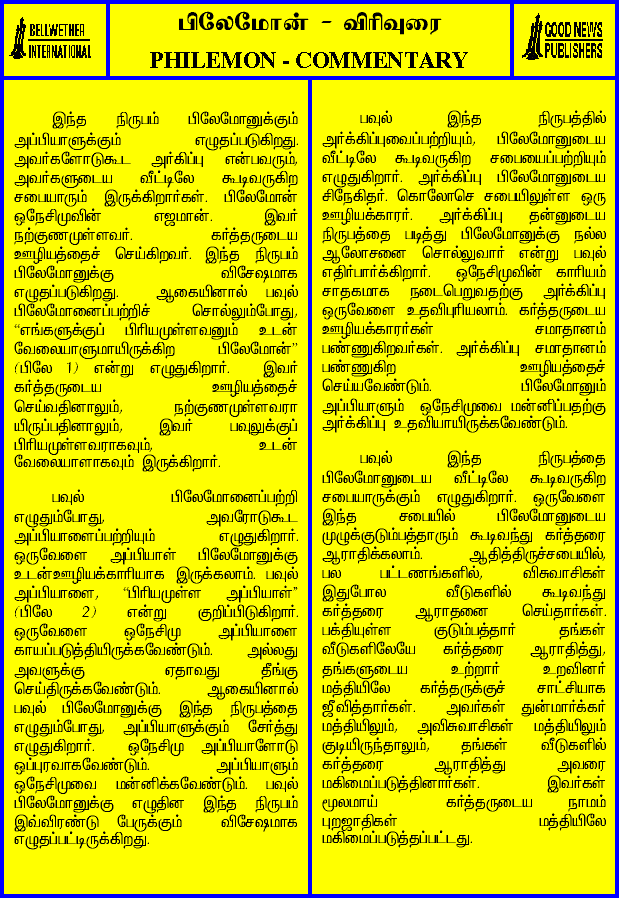 BELLWETHER
INTERNATIONAL
பிலேமோன் - விரிவுரை
PHILEMON - COMMENTARY
GOOD NEWS
PUBLISHERS
இந்த நிருபம் பிலேமோனுக்கும்
அப்பியாளுக்கும் எழுதப்படுகிறது.
அவர்களோடுகூட அர்கிப்பு என்பவரும்,
அவர்களுடைய வீட்டிலே கூடிவருகிற
சபையாரும் இருக்கிறார்கள். பிலேமோன்
ஒநேசிமுவின் எஜமான். இவர்
நற்குணமுள்ளவர். கர்த்தருடைய
ஊழியத்தைச் செய்கிறவர். இந்த நிருபம்
பிலேமோனுக்கு விசேஷமாக
எழுதப்படுகிறது. ஆகையினால் பவுல்
பிலேமோனைப்பற்றிச் சொல்லும்போது,
“எங்களுக்குப் பிரியமுள்ளவனும் உடன்
வேலையாளுமாயிருக்கிற பிலேமோன்”
(பிலே 1) என்று எழுதுகிறார். இவர்
கர்த்தருடைய ஊழியத்தைச்
செய்வதினாலும், நற்குணமுள்ளவரா
யிருப்பதினாலும், இவர் பவுலுக்குப்
பிரியமுள்ளவராகவும், உடன்
வேலையாளாகவும் இருக்கிறார்.
பவுல் பிலேமோனைப்பற்றி
எழுதும்போது, அவரோடுகூட
அப்பியாளைப்பற்றியும் எழுதுகிறார்.
ஒருவேளை அப்பியாள் பிலேமோனுக்கு
உடன்ஊழியக்காரியாக இருக்கலாம். பவுல்
அப்பியாளை, “பிரியமுள்ள அப்பியாள்”
(பிலே 2) என்று குறிப்பிடுகிறார்.
ஒருவேளை ஒநேசிமு அப்பியாளை
காயப்படுத்தியிருக்கவேண்டும். அல்லது
அவளுக்கு ஏதாவது தீங்கு
செய்திருக்கவேண்டும். ஆகையினால்
பவுல் பிலேமோனுக்கு இந்த நிருபத்தை
எழுதும்போது, அப்பியாளுக்கும் சேர்த்து
எழுதுகிறார். ஒநேசிமு அப்பியாளோடு
ஒப்புரவாகவேண்டும். அப்பியாளும்
ஒநேசிமுவை மன்னிக்கவேண்டும். பவுல்
பிலேமோனுக்கு எழுதின இந்த நிருபம்
இவ்விரண்டு பேருக்கும் விசேஷமாக
எழுதப்பட்டிருக்கிறது.
பவுல் இந்த நிருபத்தில்
அர்க்கிப்புவைப்பற்றியும், பிலேமோனுடைய
வீட்டிலே கூடிவருகிற சபையைப்பற்றியும்
எழுதுகிறார். அர்க்கிப்பு பிலேமோனுடைய
சிநேகிதர். கொலோசெ சபையிலுள்ள ஒரு
ஊழியக்காரர். அர்க்கிப்பு தன்னுடைய
நிருபத்தை படித்து பிலேமோனுக்கு நல்ல
ஆலோசனை சொல்லுவார் என்று பவுல்
எதிர்பார்க்கிறார். ஒநேசிமுவின் காரியம்
சாதகமாக நடைபெறுவதற்கு அர்க்கிப்பு
ஒருவேளை உதவிபுரியலாம். கர்த்தருடைய
ஊழியக்காரர்கள் சமாதானம்
பண்ணுகிறவர்கள். அர்க்கிப்பு சமாதானம்
பண்ணுகிற ஊழியத்தைச்
செய்யவேண்டும். பிலேமோனும்
அப்பியாளும் ஒநேசிமுவை மன்னிப்பதற்கு
அர்க்கிப்பு உதவியாயிருக்கவேண்டும்.
பவுல் இந்த நிருபத்தை
பிலேமோனுடைய வீட்டிலே கூடிவருகிற
சபையாருக்கும் எழுதுகிறார். ஒருவேளை
இந்த சபையில் பிலேமோனுடைய
முழுக்குடும்பத்தாரும் கூடிவந்து கர்த்தரை
ஆராதிக்கலாம். ஆதித்திருச்சபையில்,
பல பட்டணங்களில், விசுவாசிகள்
இதுபோல வீடுகளில் கூடிவந்து
கர்த்தரை ஆராதனை செய்தார்கள்.
பக்தியுள்ள குடும்பத்தார் தங்கள்
வீடுகளிலேயே கர்த்தரை ஆராதித்து,
தங்களுடைய உற்றார் உறவினர்
மத்தியிலே கர்த்தருக்குச் சாட்சியாக
ஜீவித்தார்கள். அவர்கள் துன்மார்க்கர்
மத்தியிலும், அவிசுவாசிகள் மத்தியிலும்
குடியிருந்தாலும், தங்கள் வீடுகளில்
கர்த்தரை ஆராதித்து அவரை
மகிமைப்படுத்தினார்கள். இவர்கள்
மூலமாய் கர்த்தருடைய நாமம்
புறஜாதிகள் மத்தியிலே
மகிமைப்படுத்தப்பட்டது.